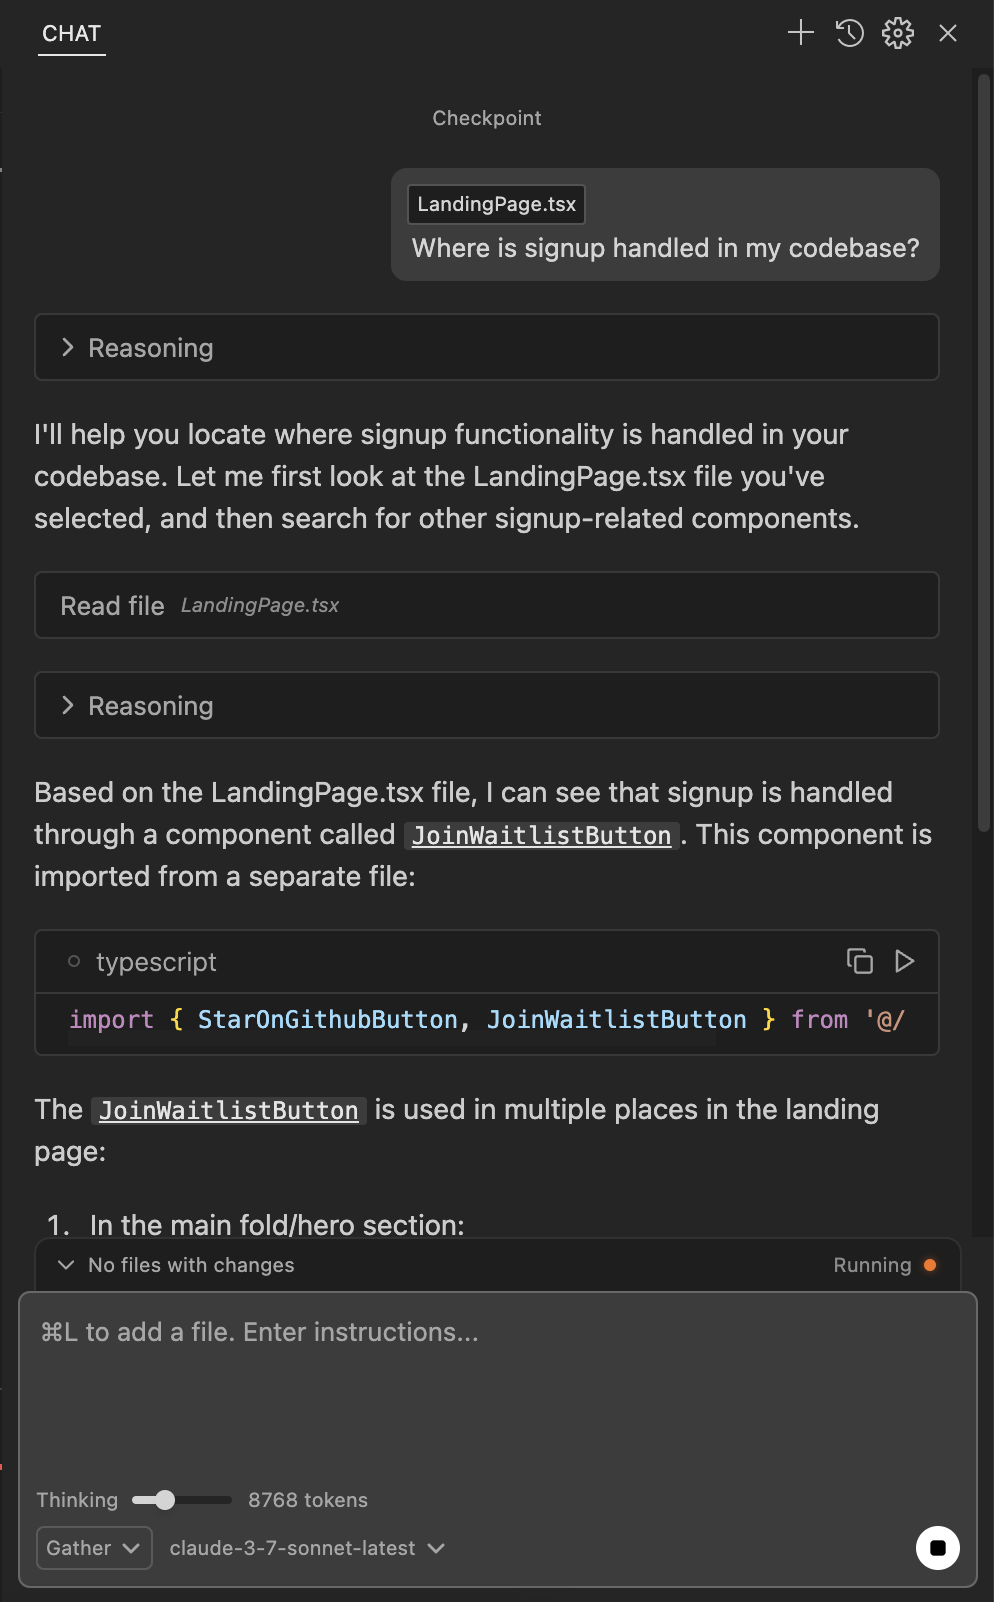 CHAT
Checkpoint
LandingPage.tsx
Where is signup handled in my codebase?
Reasoning
I'll help you locate where signup functionality is handled in your
codebase. Let me first look at the LandingPage.tsx file you've
selected, and then search for other signup-related components.
Read file LandingPage.tsx
Reasoning
Based on the LandingPage.tsx file, I can see that signup is handled
through a component called JoinWaitlistButton. This component is
imported from a separate file:
typescript
import { StarOnGithubButton, JoinWaitlistButton } from '@/
The JoinWaitlistButton is used in multiple places in the landing
page:
1. In the main fold/hero section:
No files with changes Running
⌘L to add a file. Enter instructions...
Thinking 8768 tokens
Gather claude-3-7-sonnet-latest